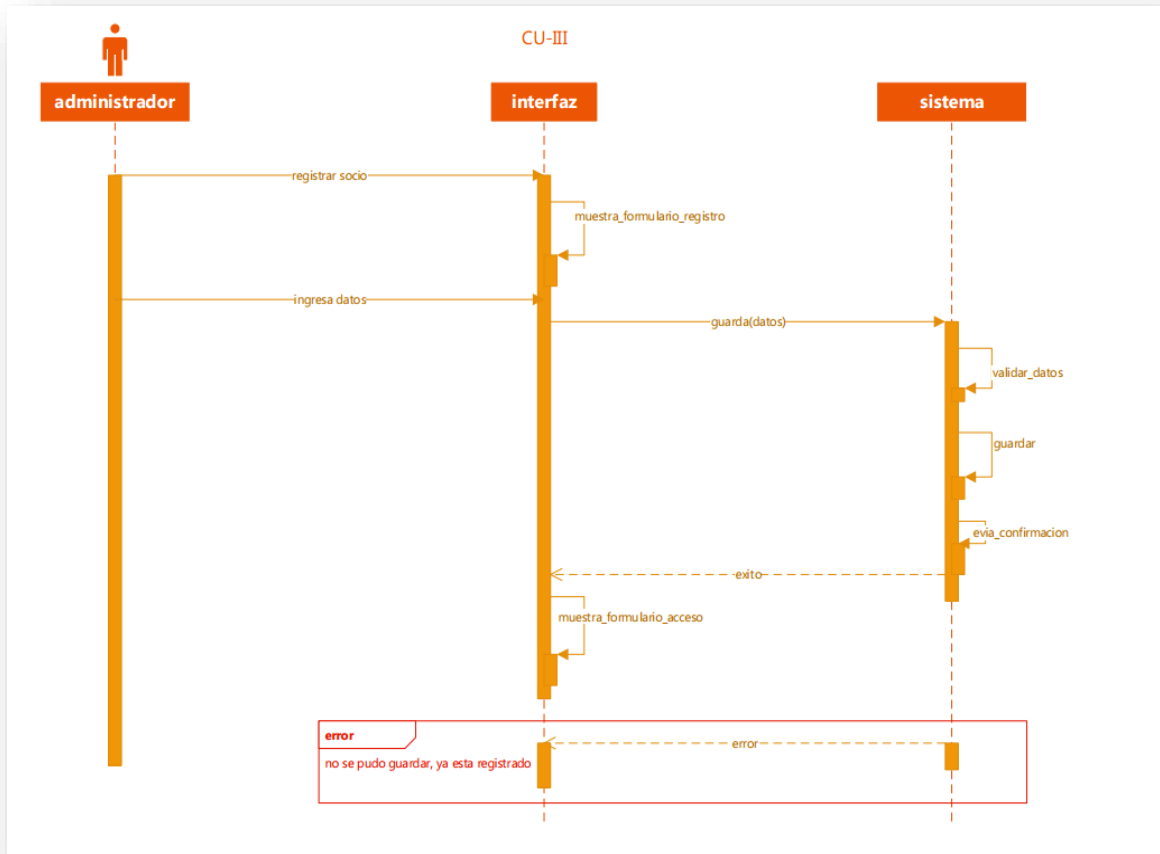 CU-III
administrador
interfaz
sistema
registrar socio
muestra_formulario_registro
ingresa datos
guarda(datos)
validar_datos
guardar
evia_confirmacion
exito
muestra_formulario_acceso
error
error
no se pudo guardar, ya esta registrado